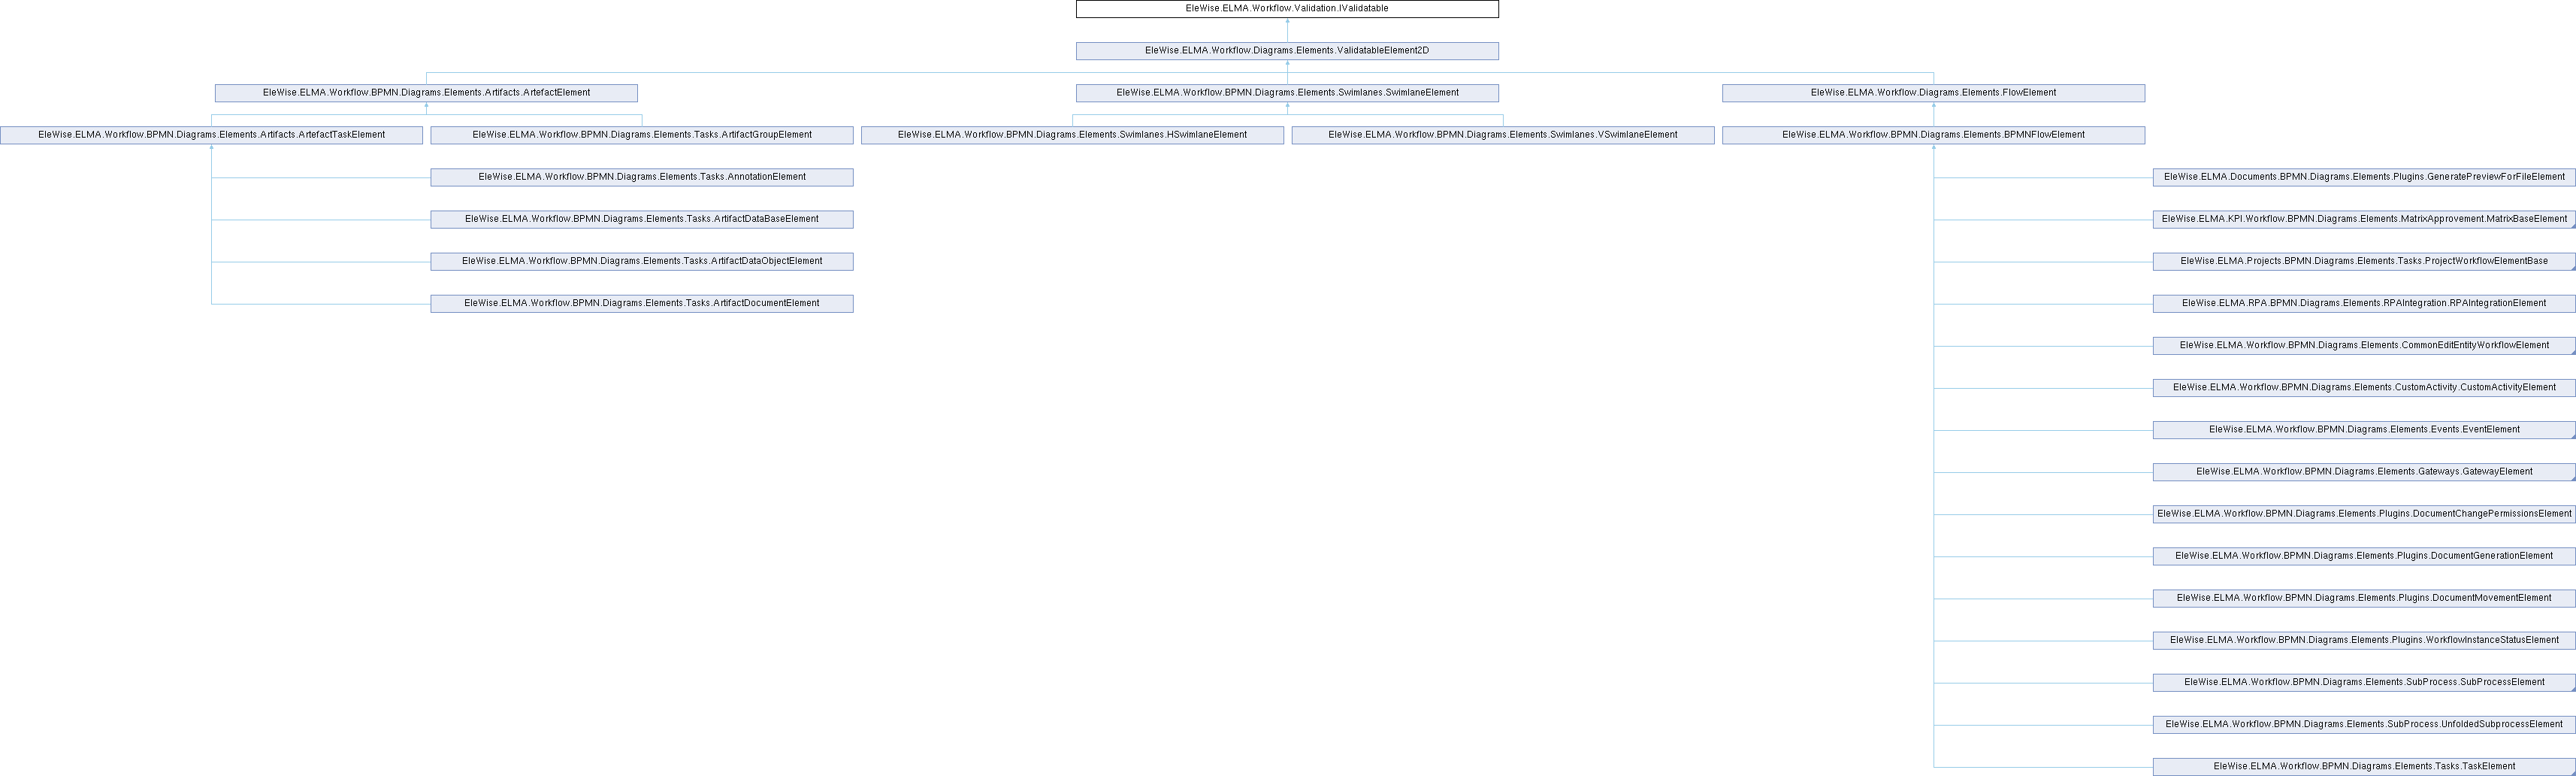 EleWise.ELMA.Workflow.Validation.IValidatable
EleWise.ELMA.Workflow.Diagrams.Elements.ValidatableElement2D
EleWise.ELMA.Workflow.BPMN.Diagrams.Elements.Artifacts.ArtefactElement
EleWise.ELMA.Workflow.BPMN.Diagrams.Elements.Swimlanes.SwimlaneElement
EleWise.ELMA.Workflow.Diagrams.Elements.FlowElement
EleWise.ELMA.Workflow.BPMN.Diagrams.Elements.Artifacts.ArtefactTaskElement
EleWise.ELMA.Workflow.BPMN.Diagrams.Elements.Tasks.ArtifactGroupElement
EleWise.ELMA.Workflow.BPMN.Diagrams.Elements.Swimlanes.HSwimlaneElement
EleWise.ELMA.Workflow.BPMN.Diagrams.Elements.Swimlanes.VSwimlaneElement
EleWise.ELMA.Workflow.BPMN.Diagrams.Elements.BPMNFlowElement
EleWise.ELMA.Workflow.BPMN.Diagrams.Elements.Tasks.AnnotationElement
EleWise.ELMA.Workflow.BPMN.Diagrams.Elements.Tasks.ArtifactDataBaseElement
EleWise.ELMA.Workflow.BPMN.Diagrams.Elements.Tasks.ArtifactDataObjectElement
EleWise.ELMA.Workflow.BPMN.Diagrams.Elements.Tasks.ArtifactDocumentElement
EleWise.ELMA.Documents.BPMN.Diagrams.Elements.Plugins.GeneratePreviewForFileElement
EleWise.ELMA.KPI.Workflow.BPMN.Diagrams.Elements.MatrixApprovement.MatrixBaseElement
EleWise.ELMA.Projects.BPMN.Diagrams.Elements.Tasks.ProjectWorkflowElementBase
EleWise.ELMA.RPA.BPMN.Diagrams.Elements.RPAIntegration.RPAIntegrationElement
EleWise.ELMA.Workflow.BPMN.Diagrams.Elements.CommonEditEntityWorkflowElement
EleWise.ELMA.Workflow.BPMN.Diagrams.Elements.CustomActivity.CustomActivityElement
EleWise.ELMA.Workflow.BPMN.Diagrams.Elements.Events.EventElement
EleWise.ELMA.Workflow.BPMN.Diagrams.Elements.Gateways.GatewayElement
EleWise.ELMA.Workflow.BPMN.Diagrams.Elements.Plugins.DocumentChangePermissionsElement
EleWise.ELMA.Workflow.BPMN.Diagrams.Elements.Plugins.DocumentGenerationElement
EleWise.ELMA.Workflow.BPMN.Diagrams.Elements.Plugins.DocumentMovementElement
EleWise.ELMA.Workflow.BPMN.Diagrams.Elements.Plugins.WorkflowInstanceStatusElement
EleWise.ELMA.Workflow.BPMN.Diagrams.Elements.SubProcess.SubProcessElement
EleWise.ELMA.Workflow.BPMN.Diagrams.Elements.SubProcess.UnfoldedSubprocessElement
EleWise.ELMA.Workflow.BPMN.Diagrams.Elements.Tasks.TaskElement